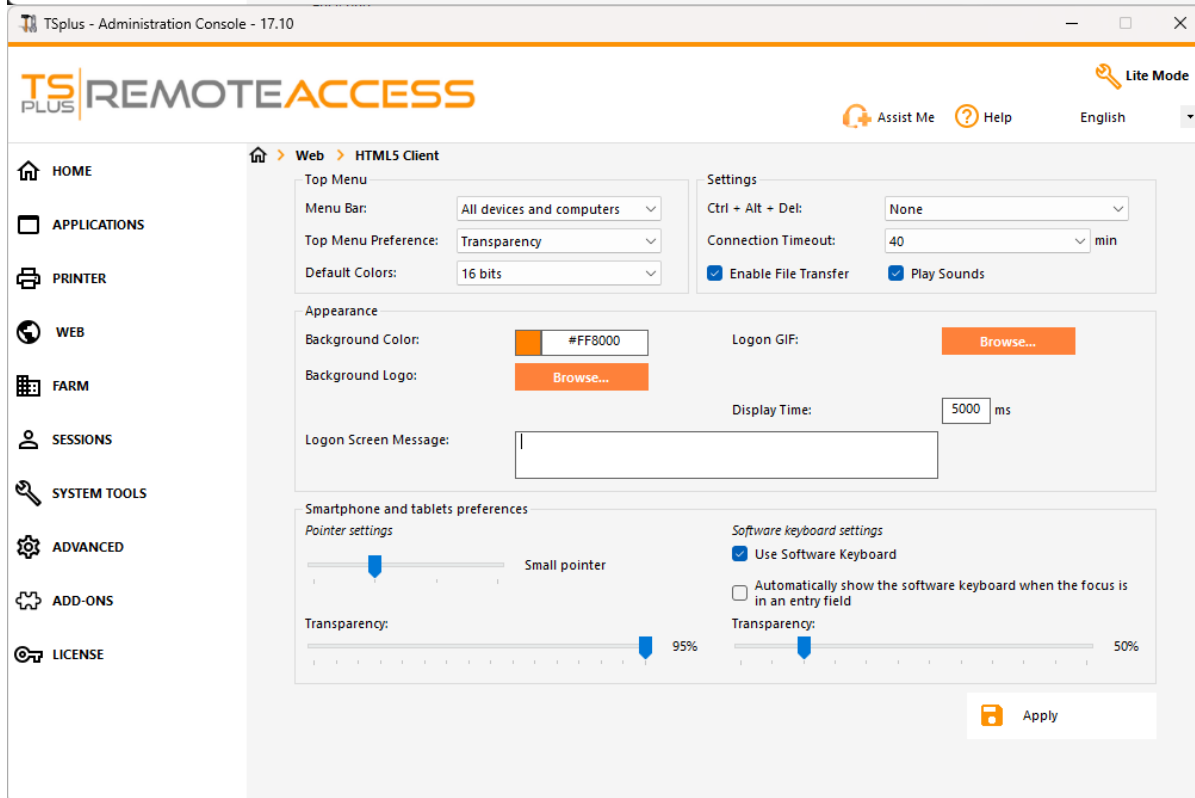 TSplus - Administration Console - 17.10
TS PLUS REMOTEACCESS
Lite Mode
Assist Me
Help
English
HOME
APPLICATIONS
PRINTER
WEB
FARM
SESSIONS
SYSTEM TOOLS
ADVANCED
ADD-ONS
LICENSE
Web > HTML5 Client
Top Menu
Menu Bar: All devices and computers
Top Menu Preference: Transparency
Default Colors: 16 bits
Settings
Ctrl + Alt + Del: None
Connection Timeout: 40 min
Enable File Transfer Play Sounds
Appearance
Background Color: #FF8000
Logon GIF: Browse...
Background Logo: Browse...
Display Time: 5000 ms
Logon Screen Message:
Smartphone and tablets preferences
Pointer settings
Small pointer
Transparency: 95%
Software keyboard settings
Use Software Keyboard
Automatically show the software keyboard when the focus is
in an entry field
Transparency: 50%
Apply